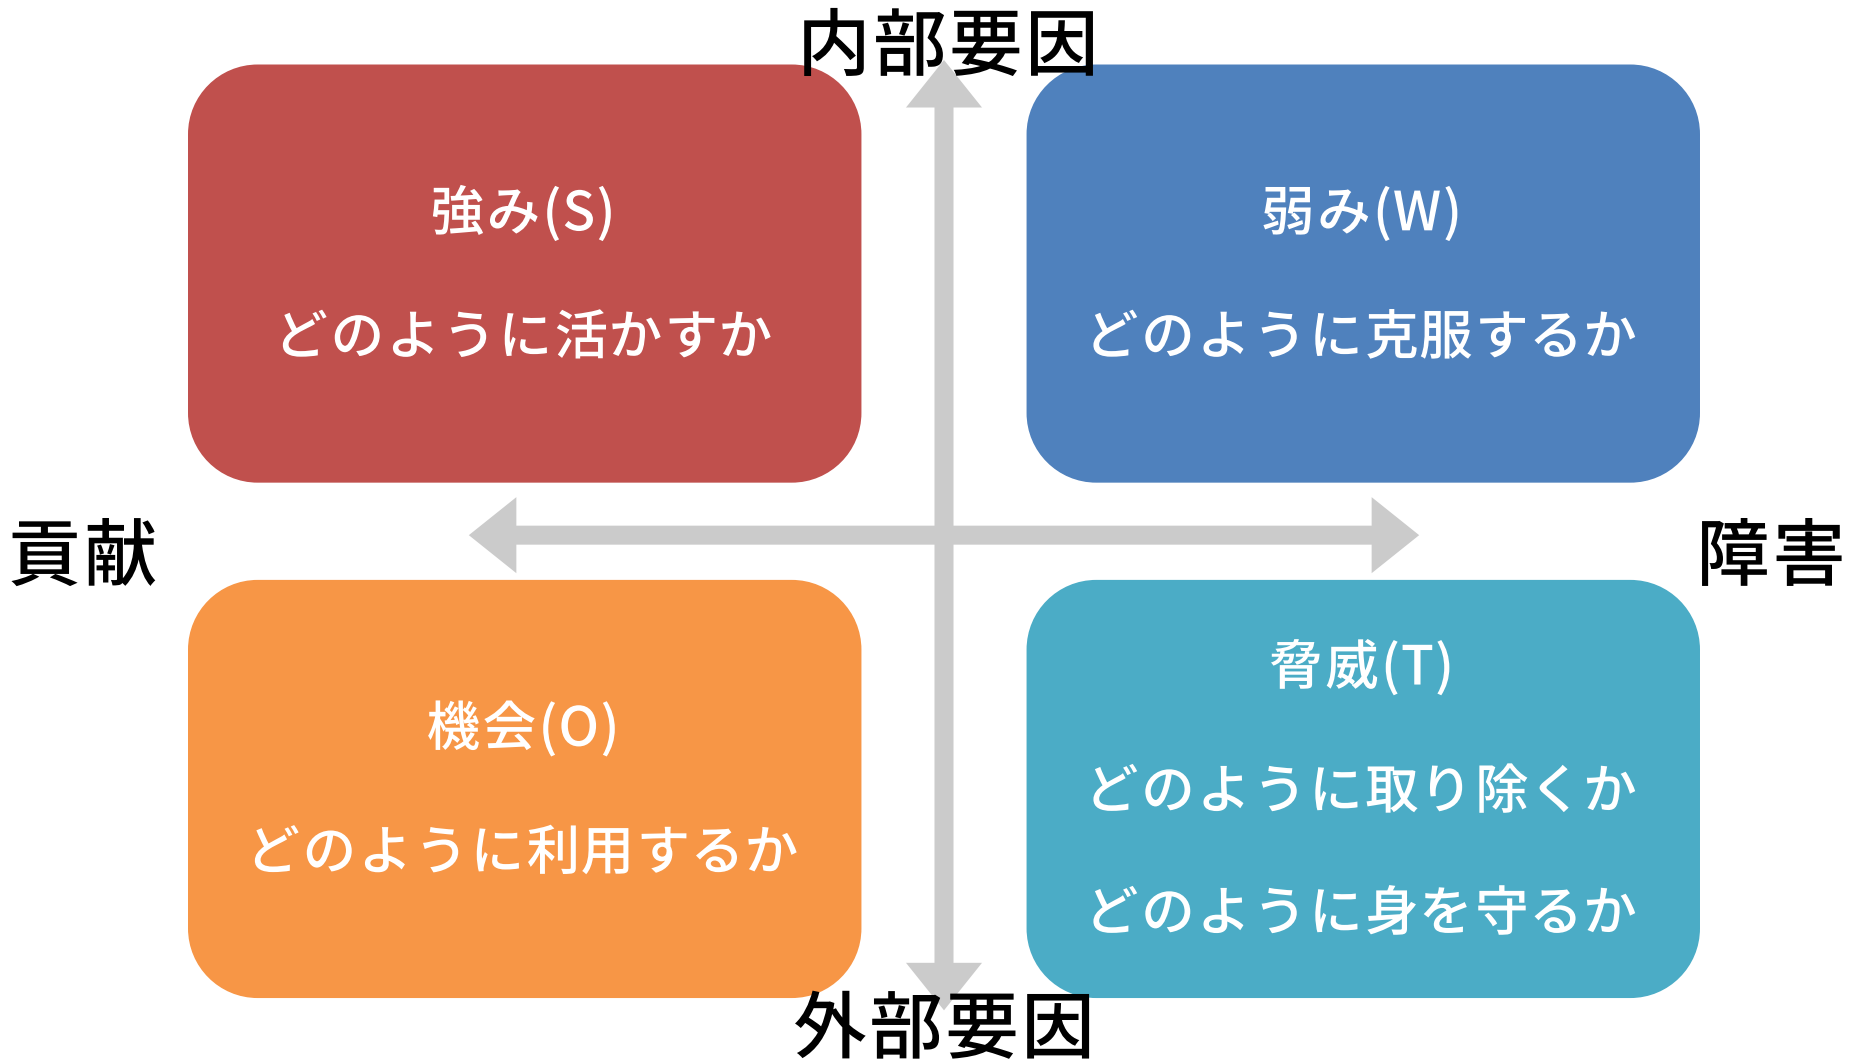 内部要因
強み(S)
どのように活かすか
弱み(W)
どのように克服するか
貢献
障害
機会(O)
どのように利用するか
脅威(T)
どのように取り除くか
どのように身を守るか
外部要因